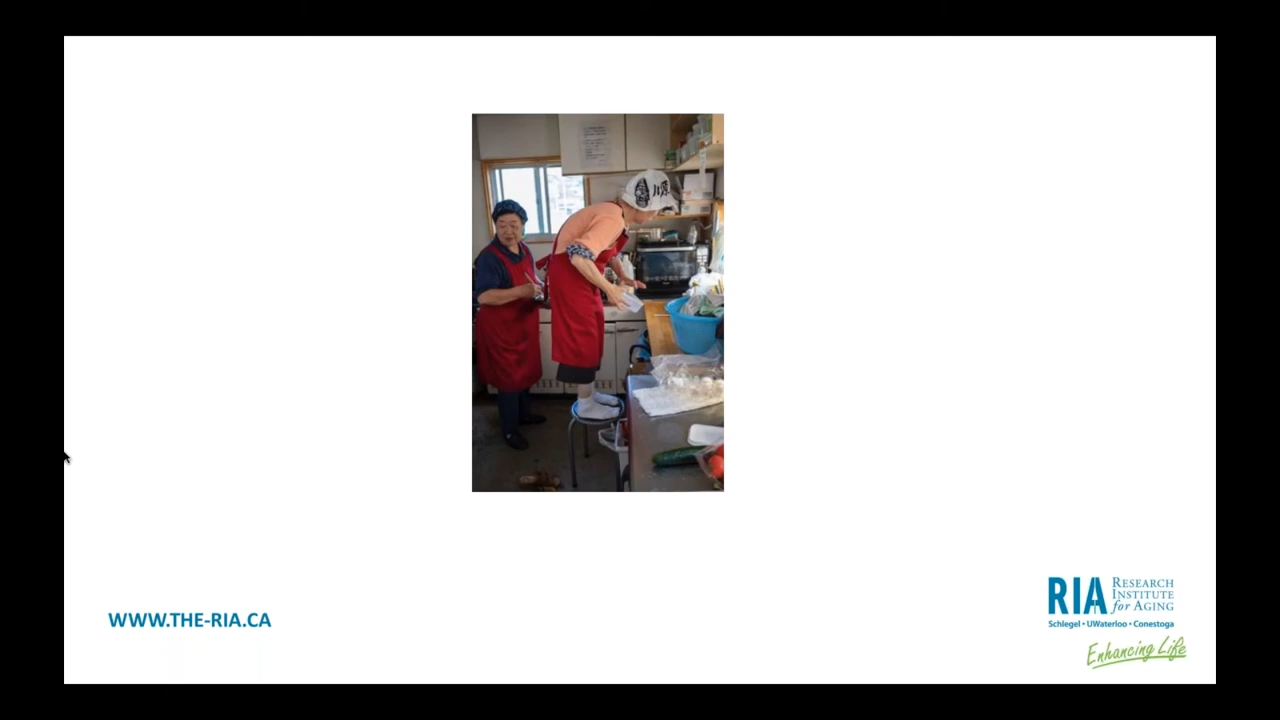 WWW.THE-RIA.CA
RIA
RESEARCH
INSTITUTE
for AGING
Schlegel • UWaterloo • Conestoga
Enhancing Life